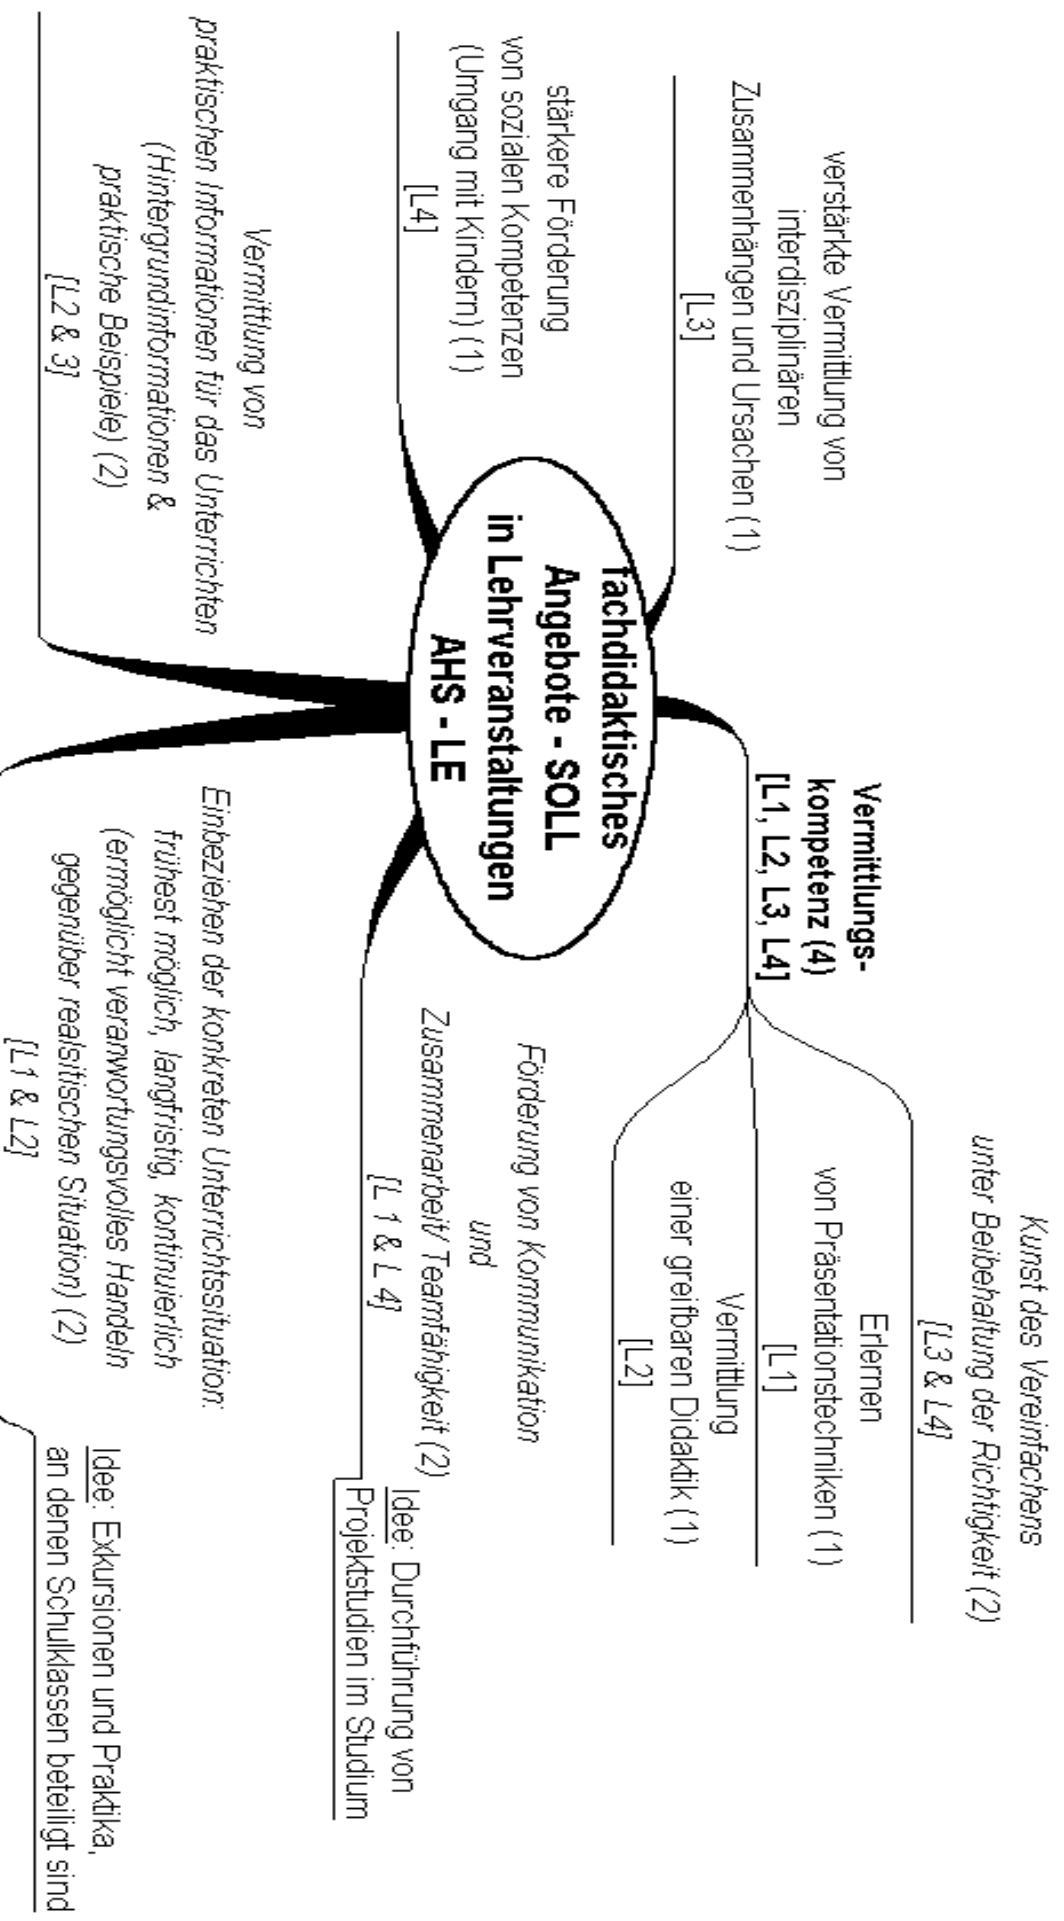 fachdidaktisches
Angebote - SOLL
in Lehrveranstaltungen
AHS - LE
Vermittlungs-
kompetenz (4)
[L1, L2, L3, L4]
Kunst des Vereinfachens
unter Beibehaltung der Richtigkeit (2)
[L3 & L4]
Erlernen
von Präsentationstechniken (1)
[L1]
Vermittlung
einer greifbaren Didaktik (1)
[L2]
Förderung von Kommunikation
und
Zusammenarbeit/ Teamfähigkeit (2)
[L 1 & L 4]
Idee: Durchführung von
Projektstudien im Studium
Einbeziehen der konkreten Unterrichtssituation:
frühest möglich, langfristig, kontinuierlich
(ermöglicht veranwortungsvolles Handeln
gegenüber realsitischen Situation) (2)
[L1 & L2]
Idee: Exkursionen und Praktika,
an denen Schulklassen beteiligt sind
verstärkte Vermittlung von
interdisziplinären
Zusammenhängen und Ursachen (1)
[L3]
stärkere Förderung
von sozialen Kompetenzen
(Umgang mit Kindern) (1)
[L4]
Vermittlung von
praktischen Informationen für das Unterrichten
(Hintergrundinformationen &
praktische Beispiele) (2)
[L2 & 3]